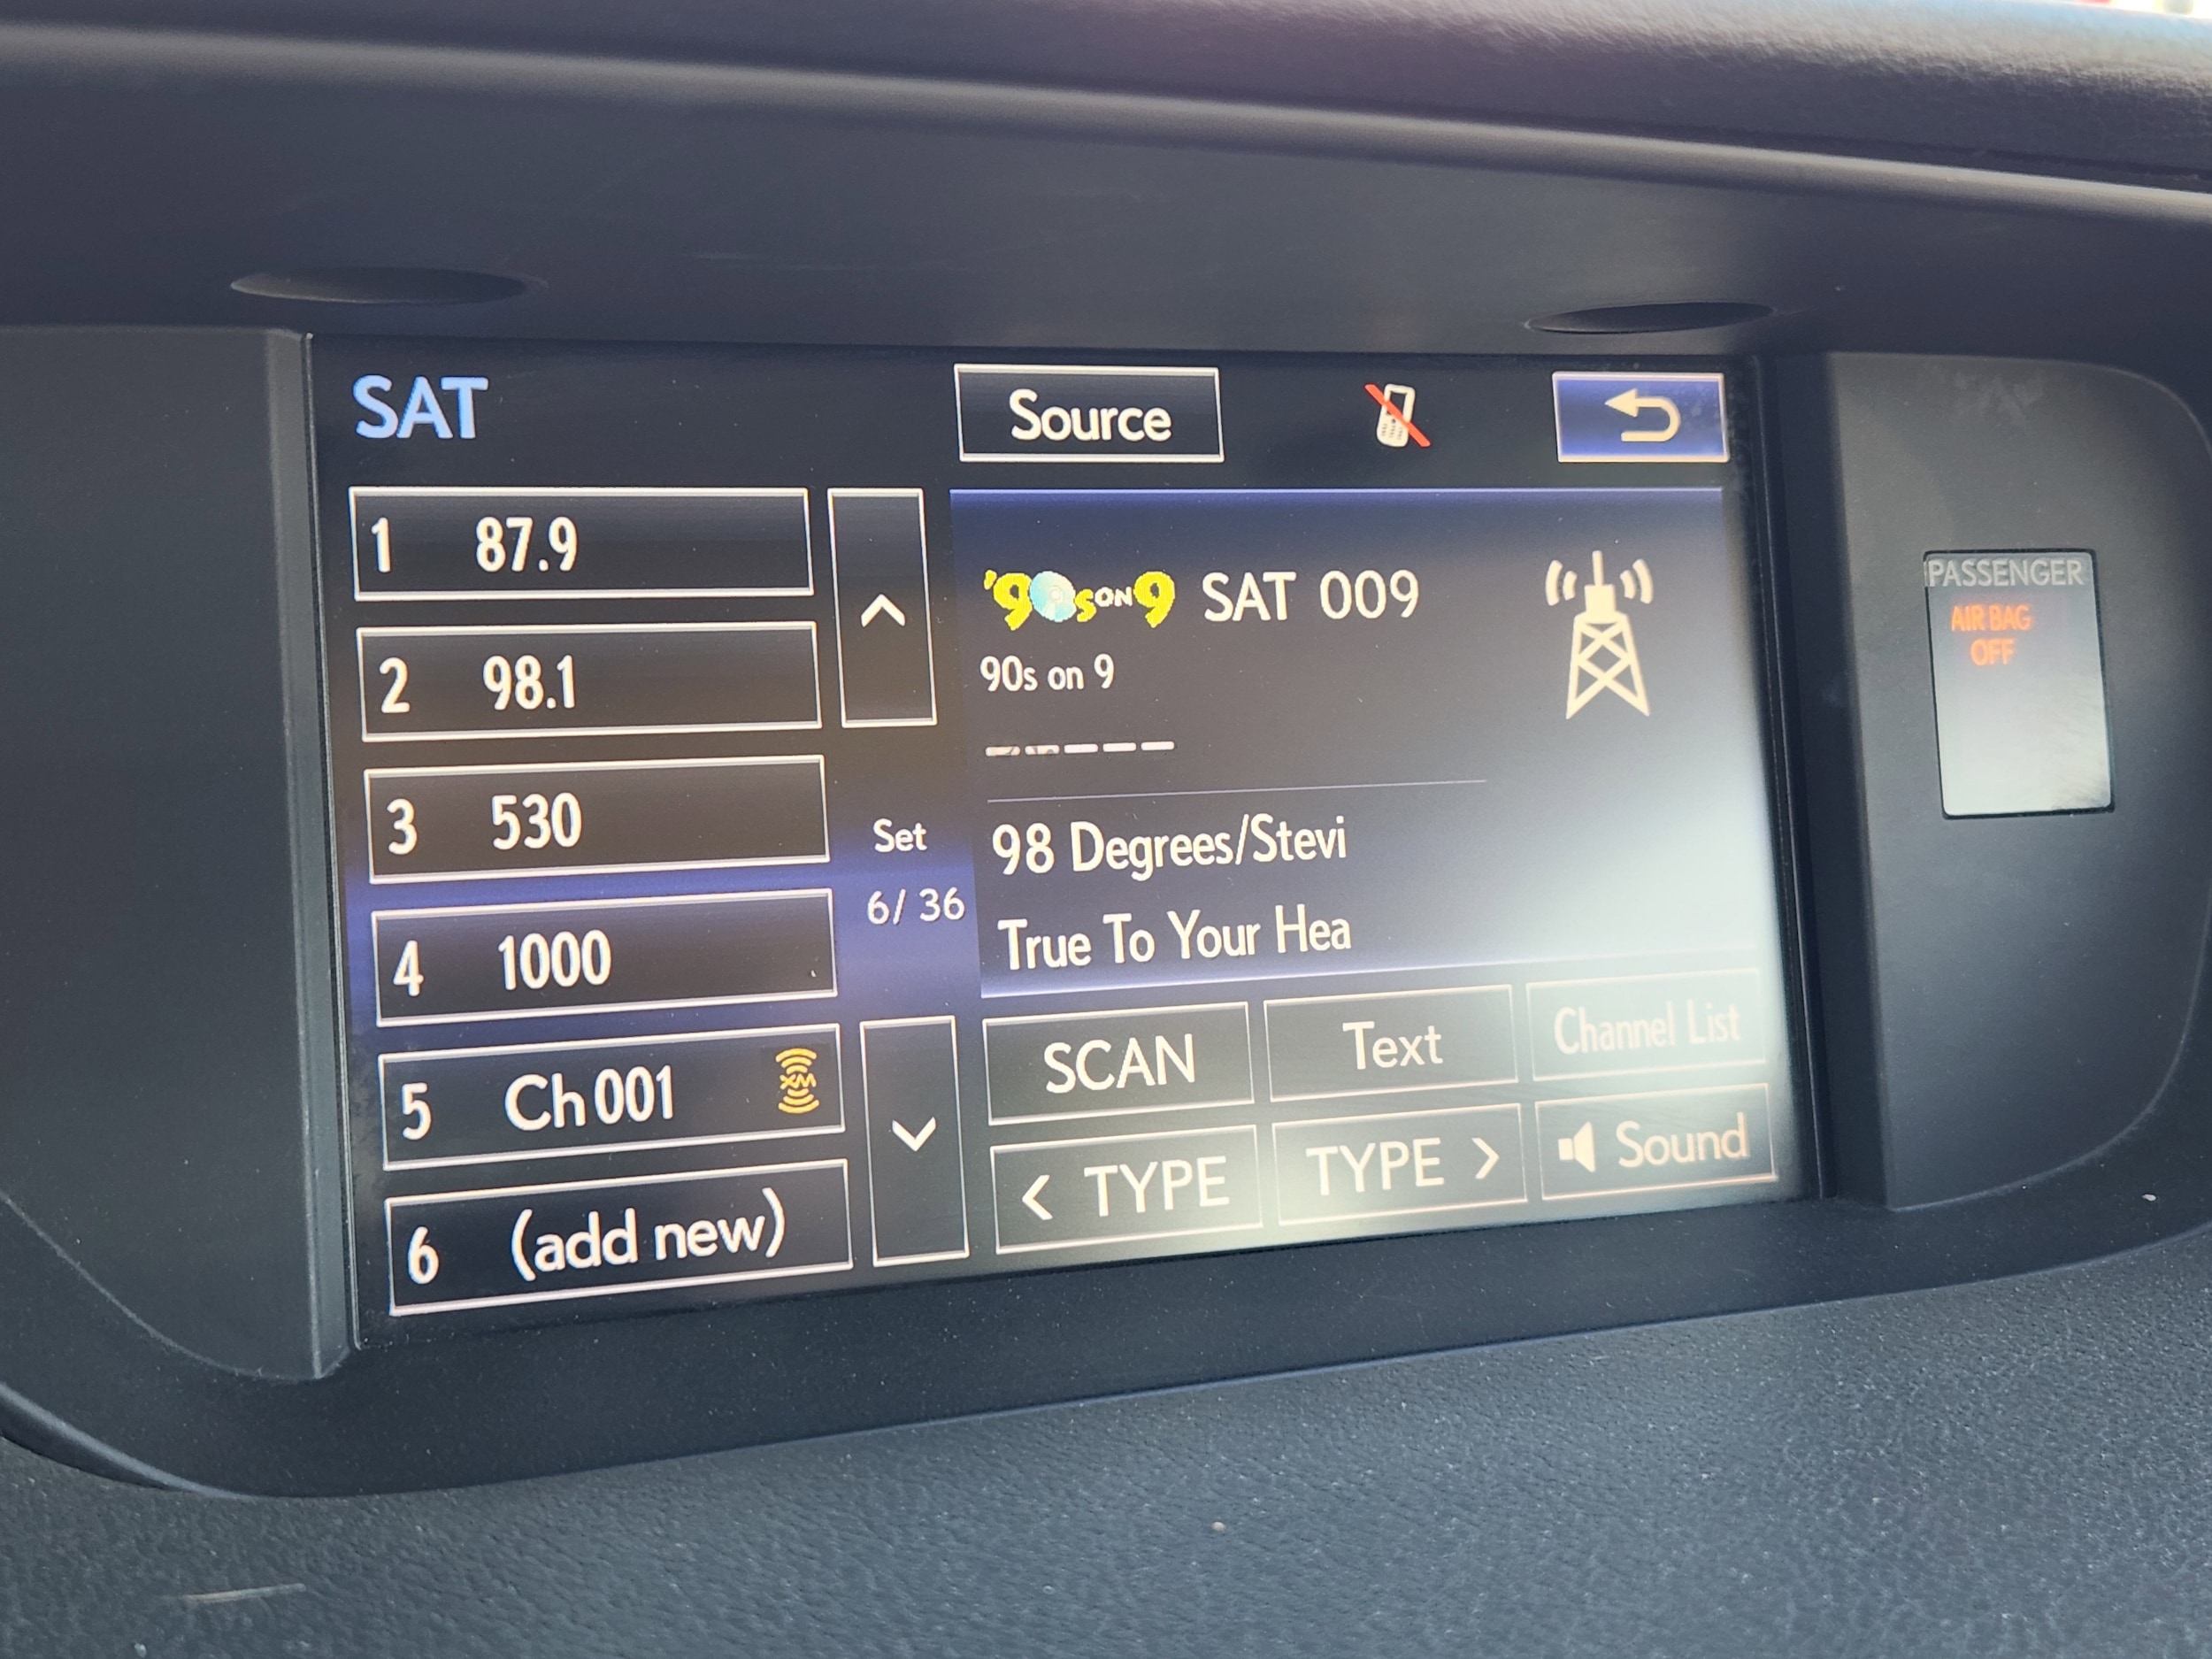 SAT
Source
1 87.9
2 98.1
3 530
4 1000
5 Ch001 XM
6 (add new)
Set
6/ 36
'90s ON 9 SAT 009
90s on 9
-----
98 Degrees/Stevi
True To Your Hea
SCAN
Text
Channel List
< TYPE
TYPE >
Sound
PASSENGER
AIR BAG
OFF